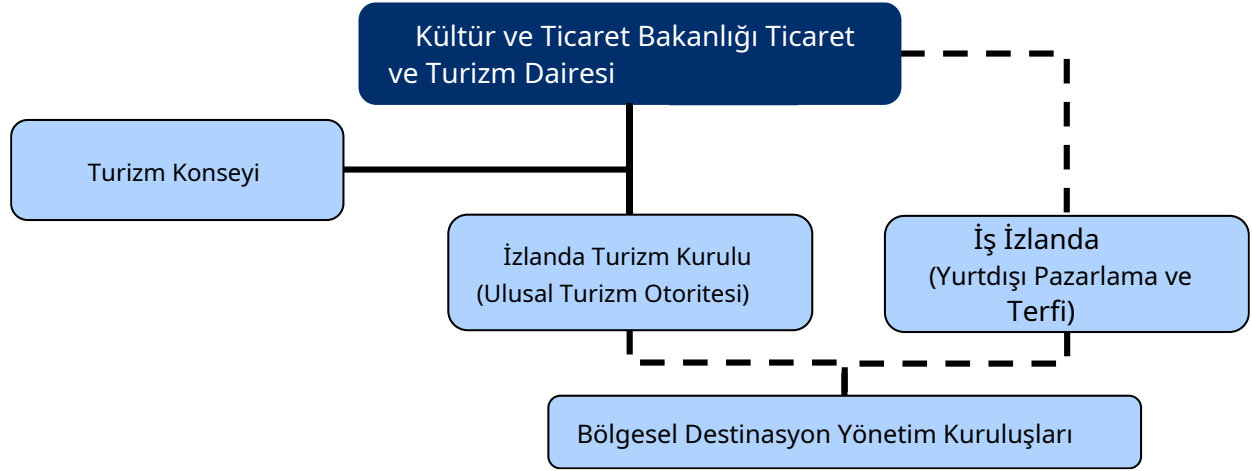 Kültür ve Ticaret Bakanlığı Ticaret
ve Turizm Dairesi
Turizm Konseyi
İzlanda Turizm Kurulu
(Ulusal Turizm Otoritesi)
İş İzlanda
(Yurtdışı Pazarlama ve
Terfi)
Bölgesel Destinasyon Yönetim Kuruluşları